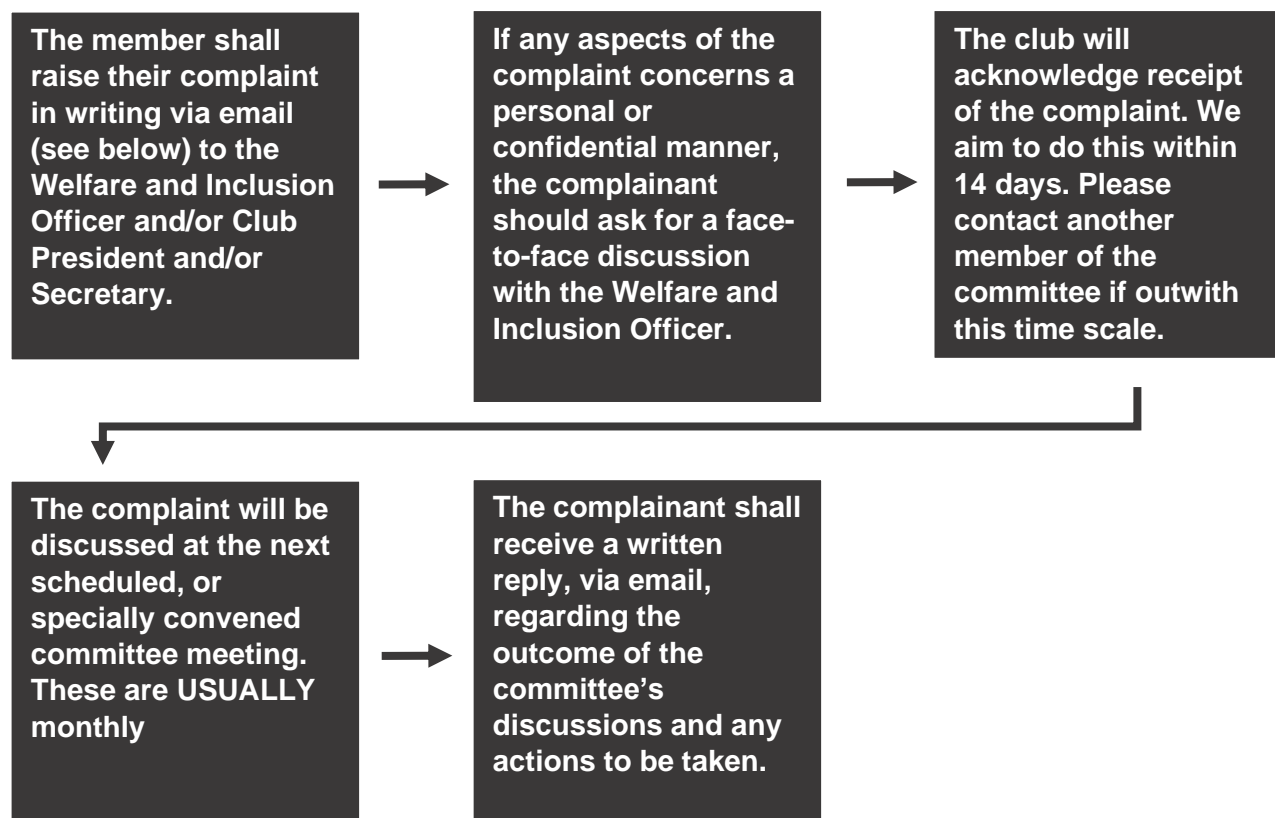 The member shall
raise their complaint
in writing via email
(see below) to the
Welfare and Inclusion
Officer and/or Club
President and/or
Secretary.
If any aspects of the
complaint concerns a
personal or
confidential manner,
the complainant
should ask for a face-
to-face discussion
with the Welfare and
Inclusion Officer.
The club will
acknowledge receipt
of the complaint. We
aim to do this within
14 days. Please
contact another
member of the
committee if outwith
this time scale.
The complaint will be
discussed at the next
scheduled, or
specially convened
committee meeting.
These are USUALLY
monthly
The complainant shall
receive a written
reply, via email,
regarding the
outcome of the
committee’s
discussions and any
actions to be taken.